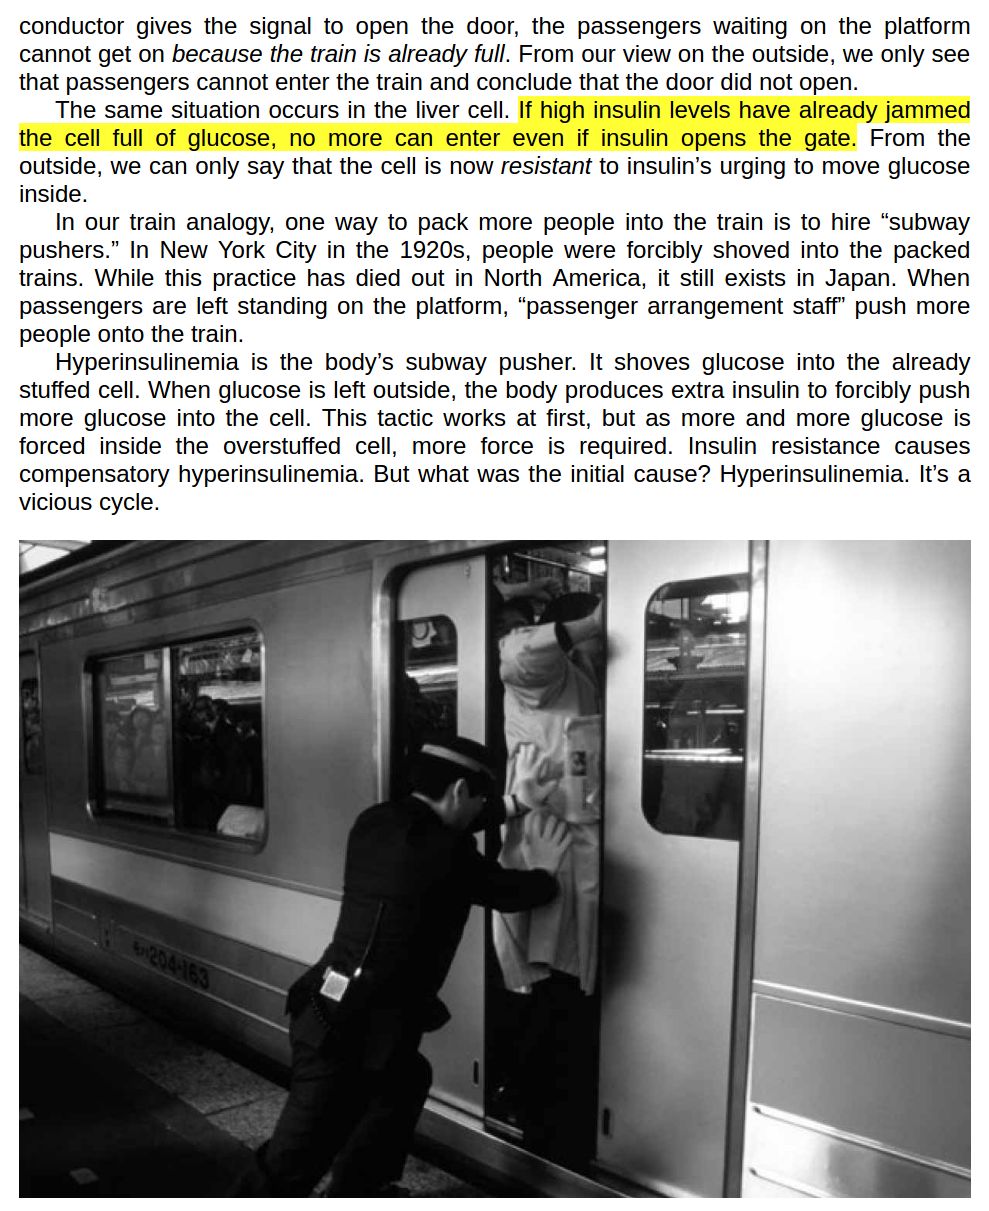 conductor gives the signal to open the door, the passengers waiting on the platform
cannot get on because the train is already full. From our view on the outside, we only see
that passengers cannot enter the train and conclude that the door did not open.
The same situation occurs in the liver cell. If high insulin levels have already jammed
the cell full of glucose, no more can enter even if insulin opens the gate. From the
outside, we can only say that the cell is now resistant to insulin’s urging to move glucose
inside.
In our train analogy, one way to pack more people into the train is to hire “subway
pushers.” In New York City in the 1920s, people were forcibly shoved into the packed
trains. While this practice has died out in North America, it still exists in Japan. When
passengers are left standing on the platform, “passenger arrangement staff” push more
people onto the train.
Hyperinsulinemia is the body’s subway pusher. It shoves glucose into the already
stuffed cell. When glucose is left outside, the body produces extra insulin to forcibly push
more glucose into the cell. This tactic works at first, but as more and more glucose is
forced inside the overstuffed cell, more force is required. Insulin resistance causes
compensatory hyperinsulinemia. But what was the initial cause? Hyperinsulinemia. It’s a
vicious cycle.
204-163